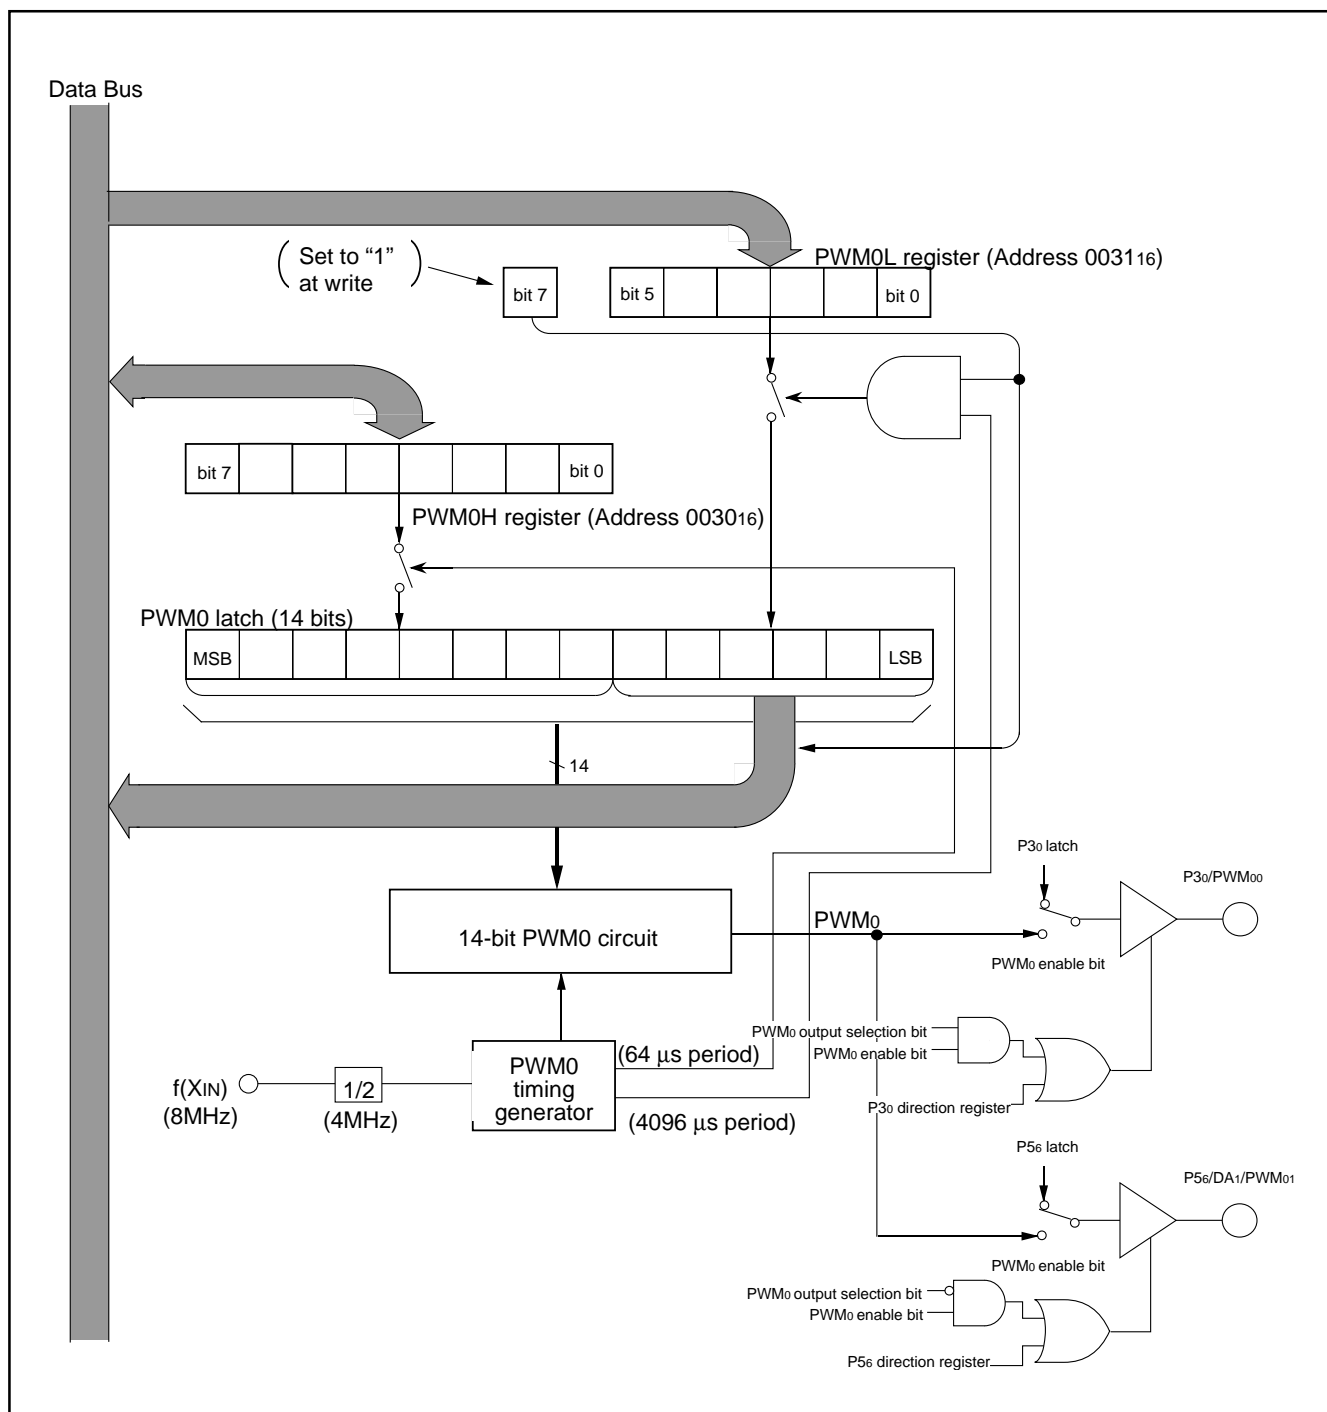 Data Bus
Set to “1”
at write
PWM0L register (Address 003116)
bit 7
bit 5
bit 0
bit 7
bit 0
PWM0H register (Address 003016)
PWM0 latch (14 bits)
MSB
LSB
14
14-bit PWM0 circuit
PWM0
P30 latch
P30/PWM00
PWM0 enable bit
PWM0 output selection bit
PWM0 enable bit
P30 direction register
PWM0
timing
generator
(64 μs period)
(4096 μs period)
f(XIN)
(8MHz)
1/2
(4MHz)
P56 latch
P56/DA1/PWM01
PWM0 enable bit
PWM0 output selection bit
PWM0 enable bit
P56 direction register